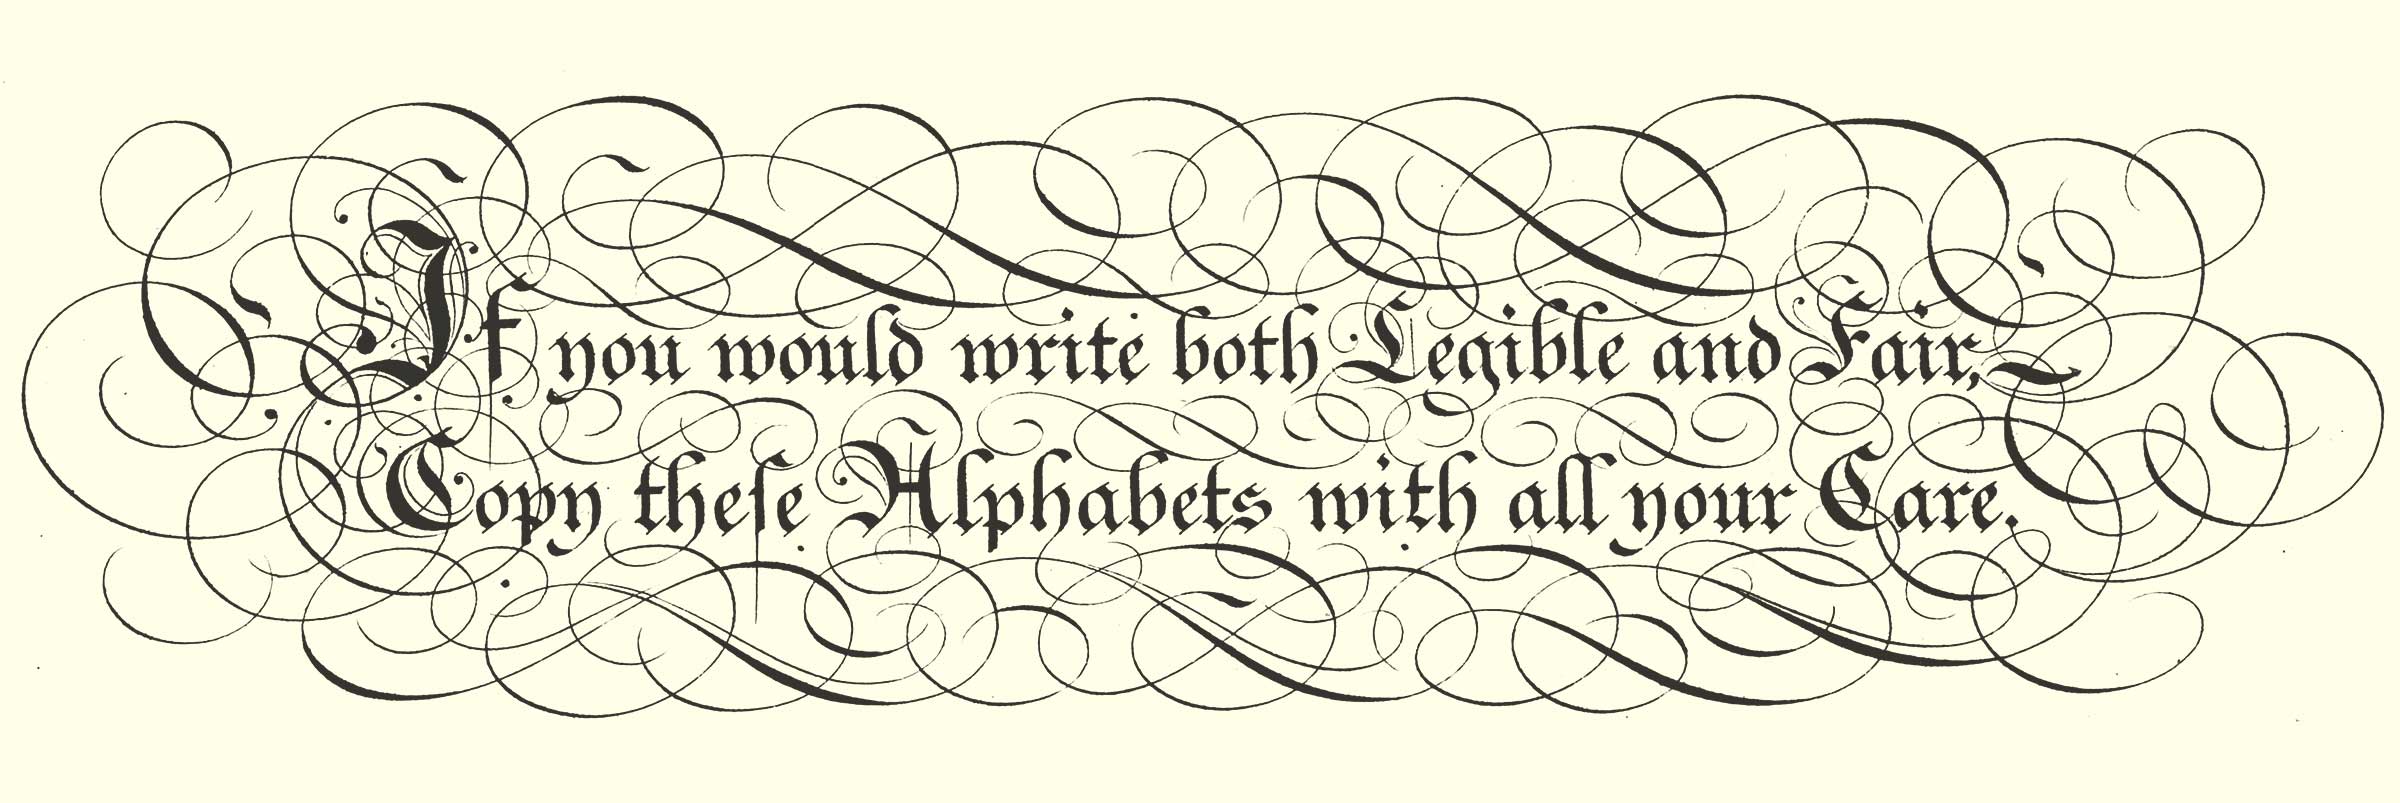 If you would write both Legible and Fair,
Copy theſe Alphabets with all your Care.